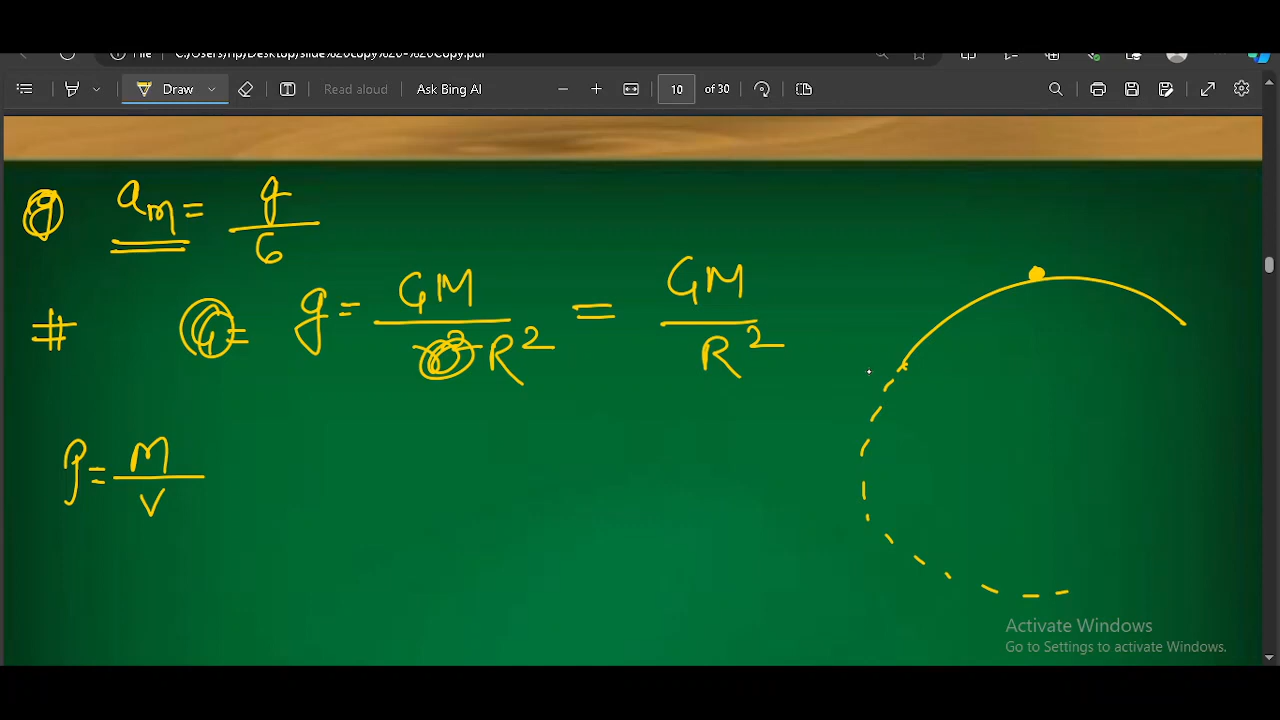 File C:/Users/hp/Desktop/slide%20copy%20-%20Copy.pdf
Draw Read aloud Ask Bing AI 10 of 30
am = g/6
# g = GM/R² = GM/R²
ρ = M/V
Activate Windows
Go to Settings to activate Windows.